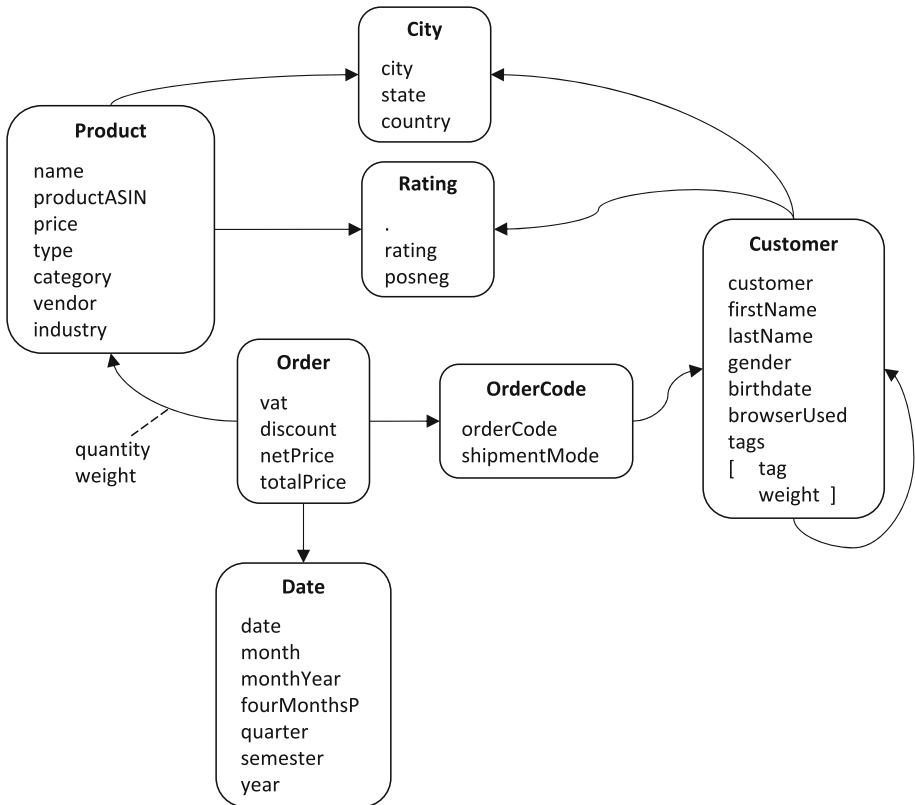 City
city
state
country
Product
name
productASIN
price
type
category
vendor
industry
Rating
.
rating
posneg
Customer
customer
firstName
lastName
gender
birthdate
browserUsed
tags
[ tag
weight ]
Order
vat
discount
netPrice
totalPrice
OrderCode
orderCode
shipmentMode
quantity
weight
Date
date
month
monthYear
fourMonthsP
quarter
semester
year